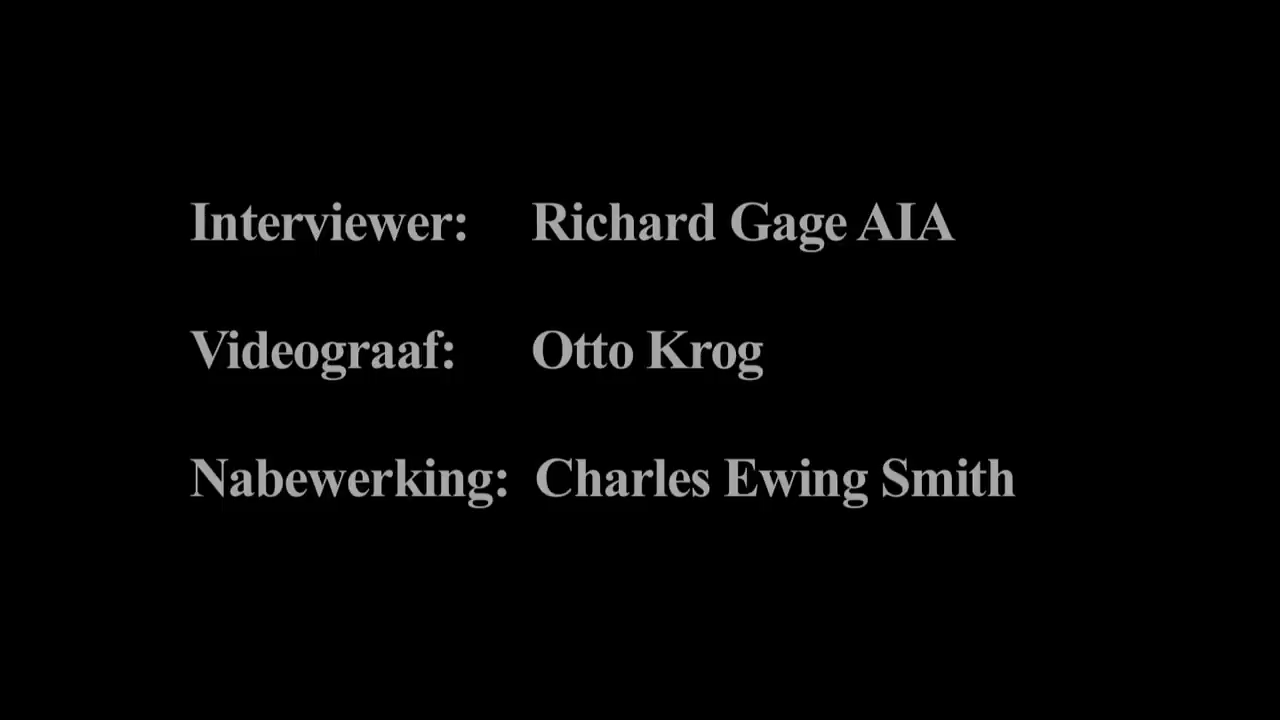 Interviewer: Richard Gage AIA
Videograaf: Otto Krog
Nabewerking: Charles Ewing Smith